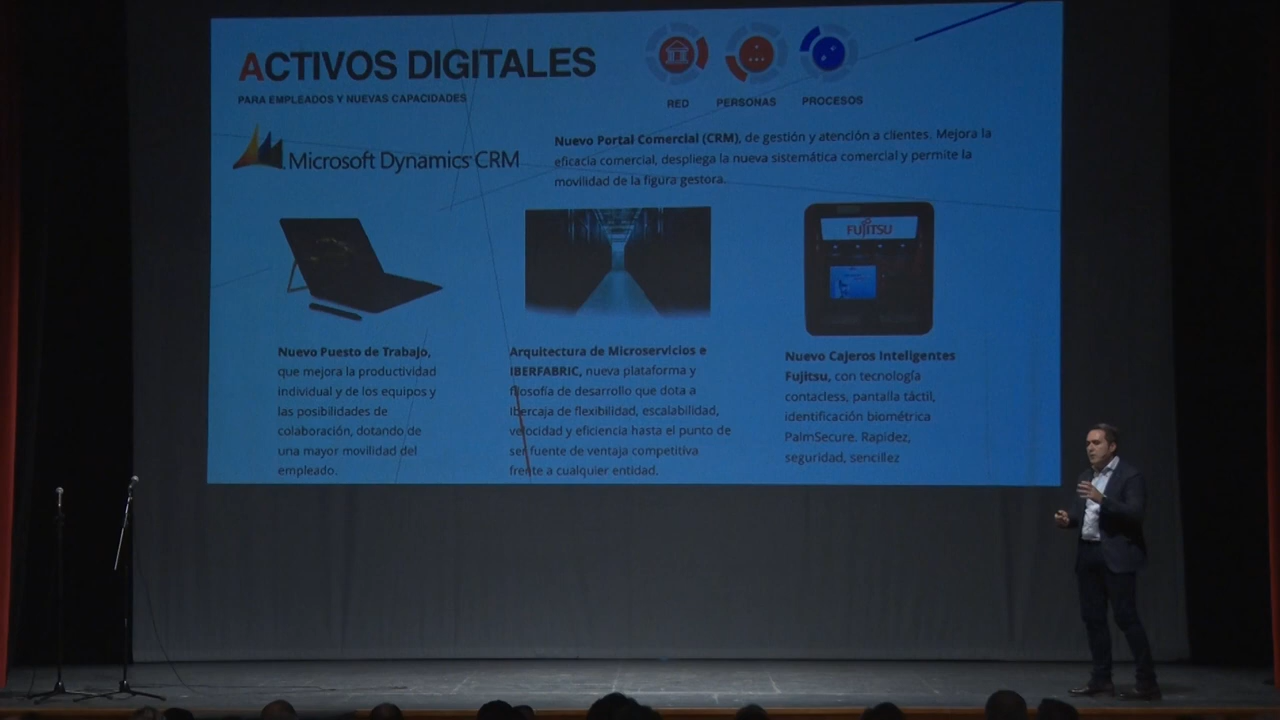 ACTIVOS DIGITALES
PARA EMPLEADOS Y NUEVAS CAPACIDADES
RED
PERSONAS
PROCESOS
Microsoft Dynamics CRM
Nuevo Portal Comercial (CRM), de gestión y atención a clientes. Mejora la
eficacia comercial, despliega la nueva sistemática comercial y permite la
movilidad de la figura gestora.
FUJITSU
Nuevo Puesto de Trabajo,
que mejora la productividad
individual y de los equipos y
las posibilidades de
colaboración, dotando de
una mayor movilidad del
empleado.
Arquitectura de Microservicios e
IBERFABRIC, nueva plataforma y
filosofía de desarrollo que dota a
Ibercaja de flexibilidad, escalabilidad,
velocidad y eficiencia hasta el punto de
ser fuente de ventaja competitiva
frente a cualquier entidad.
Nuevo Cajeros Inteligentes
Fujitsu, con tecnología
contacless, pantalla táctil,
identificación biométrica
PalmSecure. Rapidez,
seguridad, sencillez